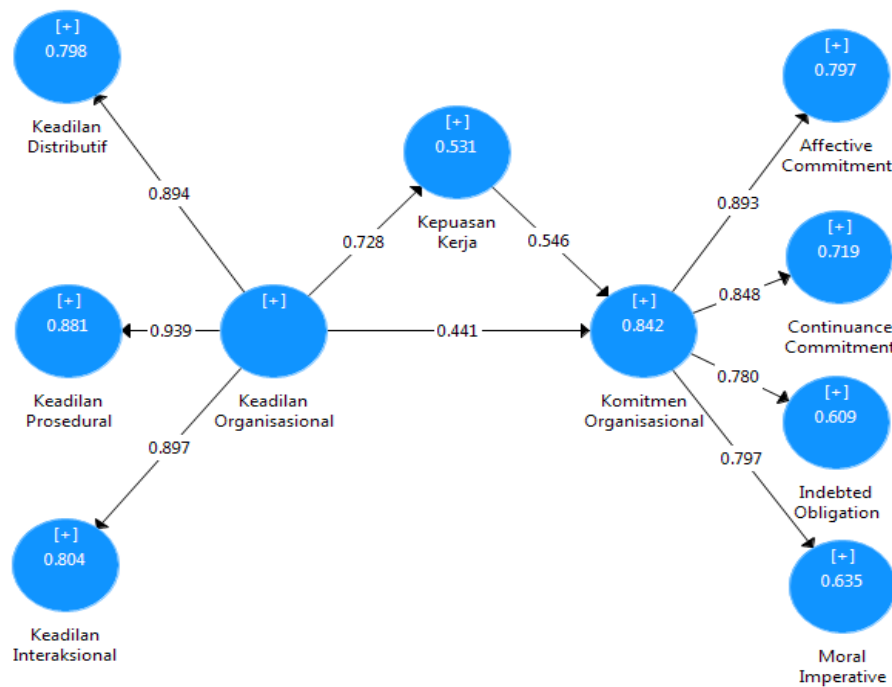 [+]
0.798
Keadilan
Distributif
[+]
0.797
Affective
Commitment
[+]
0.531
Kepuasan
Kerja
0.894
0.893
0.728
0.546
[+]
0.719
Continuance
Commitment
0.848
[+]
0.881
Keadilan
Prosedural
0.939
[+]
Keadilan
Organisasional
0.441
[+]
0.842
Komitmen
Organisasional
0.780
[+]
0.609
Indebted
Obligation
0.897
0.797
[+]
0.804
Keadilan
Interaksional
[+]
0.635
Moral
Imperative